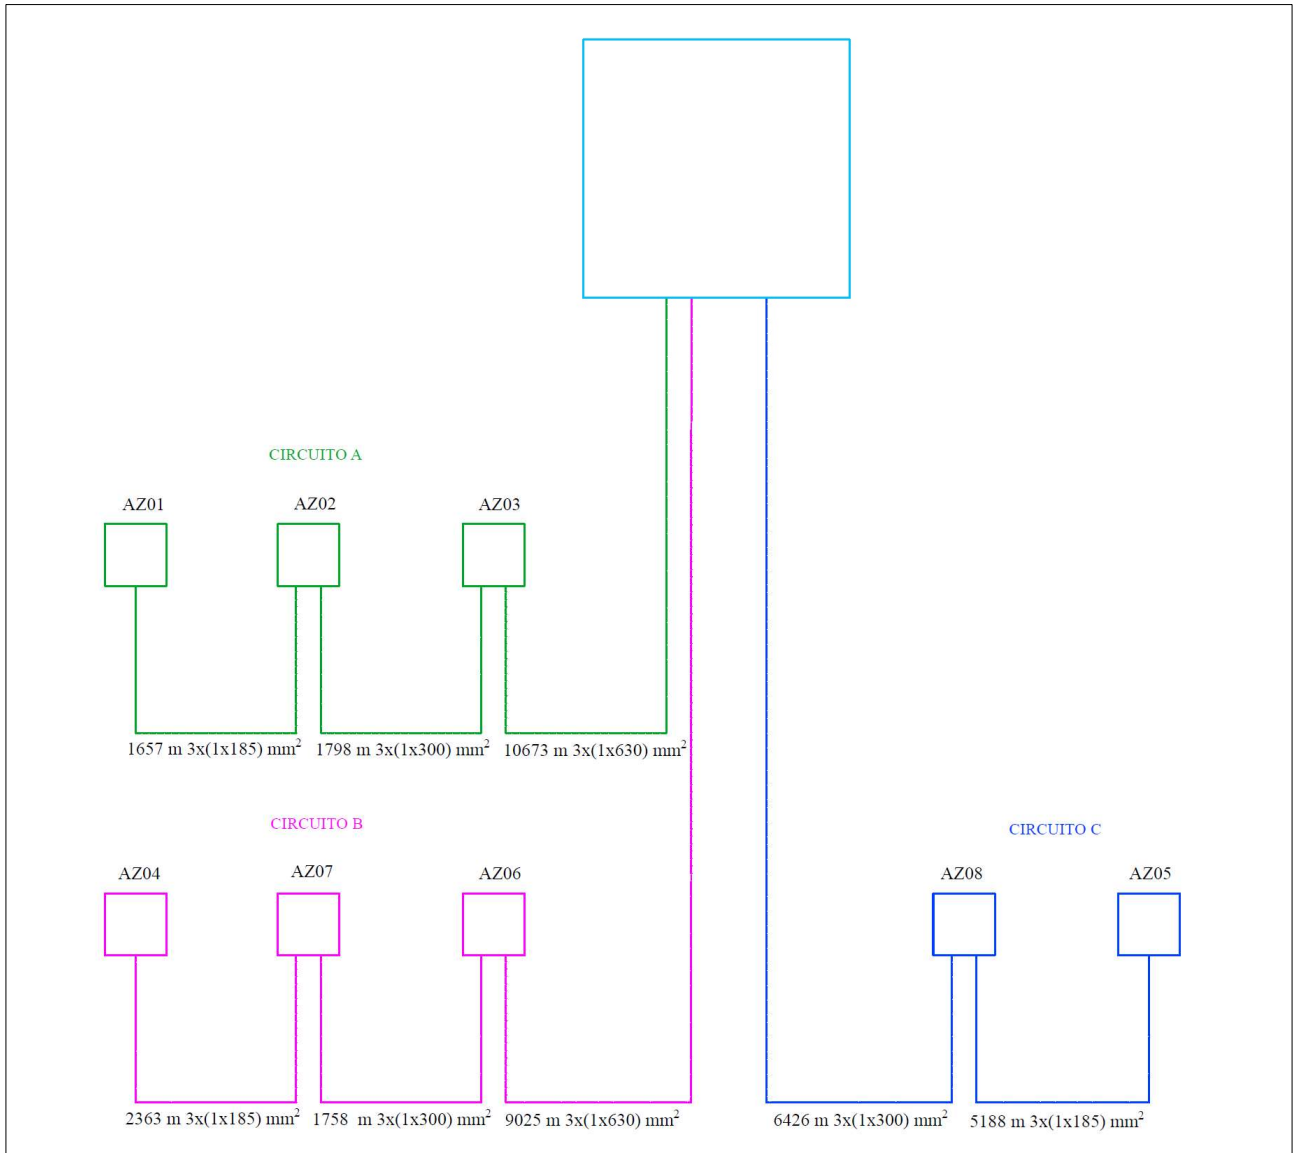 CIRCUITO A
AZ01 AZ02 AZ03
1657 m 3x(1x185) mm² 1798 m 3x(1x300) mm² 10673 m 3x(1x630) mm²
CIRCUITO B CIRCUITO C
AZ04 AZ07 AZ06 AZ08 AZ05
2363 m 3x(1x185) mm² 1758 m 3x(1x300) mm² 9025 m 3x(1x630) mm² 6426 m 3x(1x300) mm² 5188 m 3x(1x185) mm²